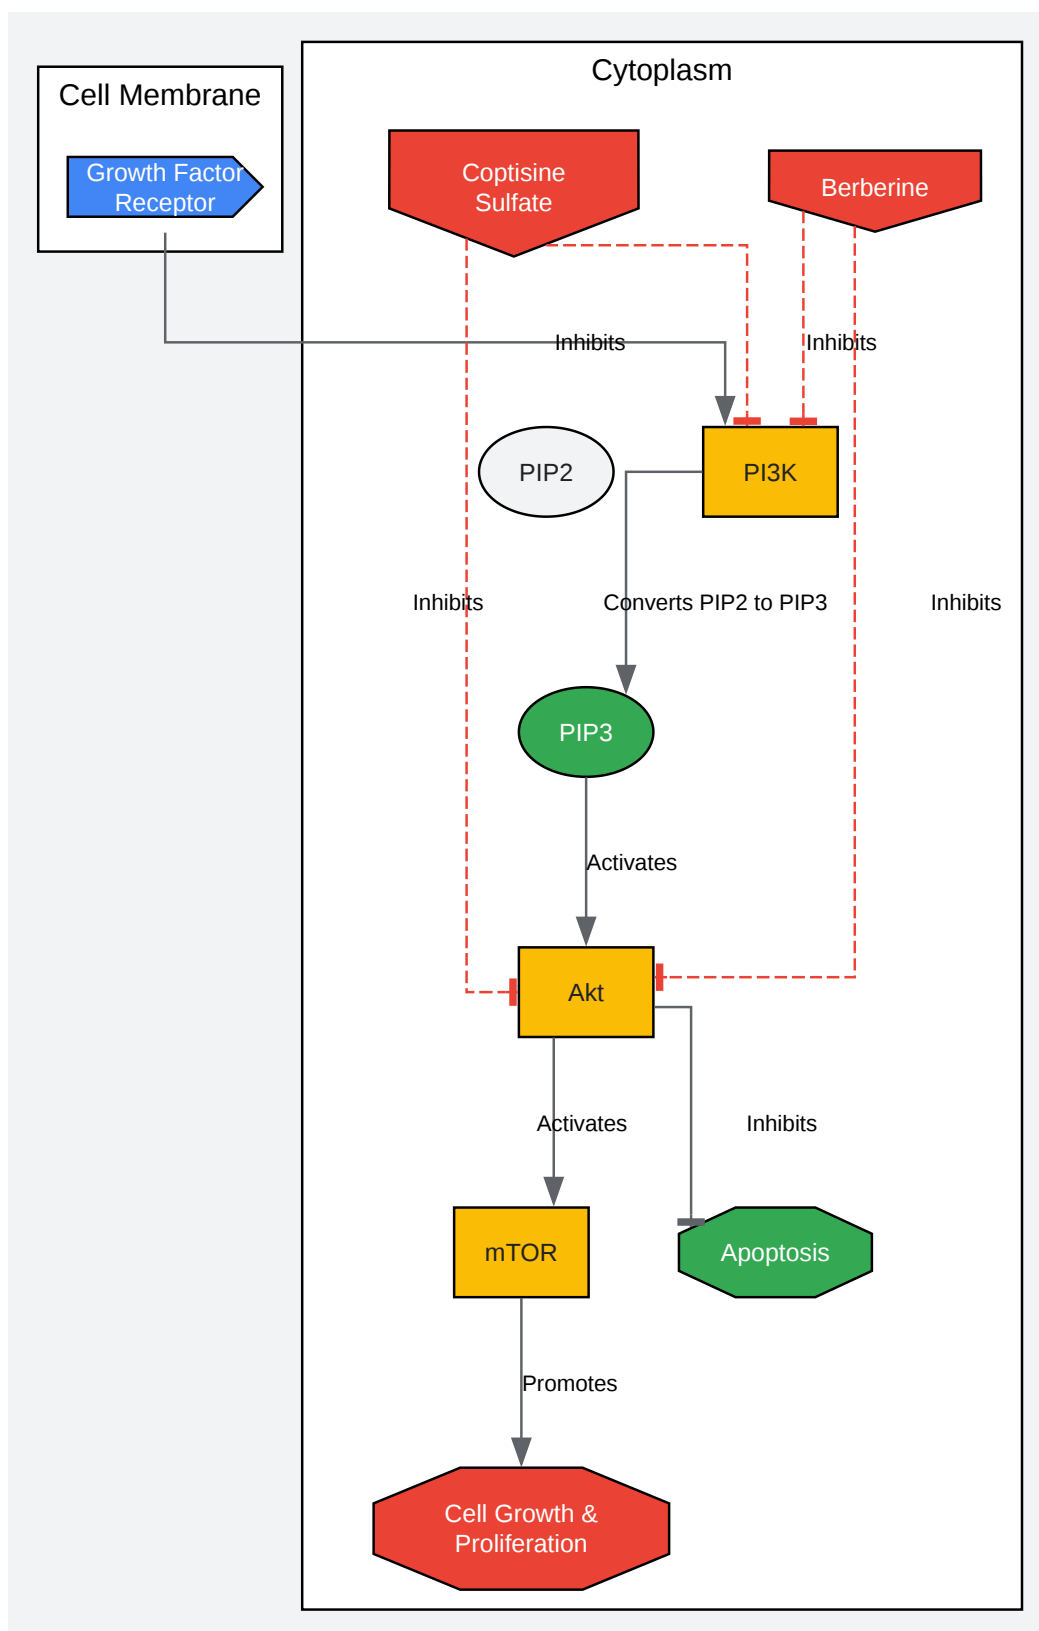 Cytoplasm
Cell Membrane
Growth Factor
Receptor
Coptisine
Sulfate
Berberine
Inhibits
Inhibits
PIP2
PI3K
Inhibits
Converts PIP2 to PIP3
Inhibits
PIP3
Activates
Akt
Activates
Inhibits
mTOR
Apoptosis
Promotes
Cell Growth &
Proliferation